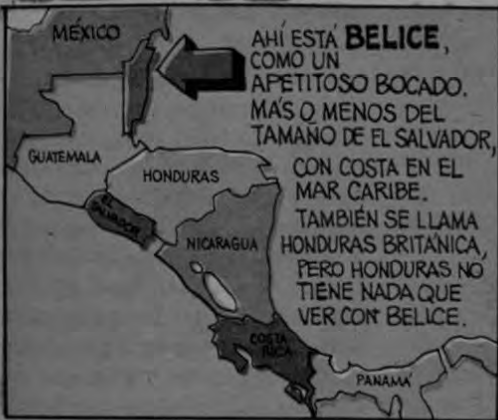 MÉXICO
AHÍ ESTÁ BELICE,
COMO UN
APETITOSO BOCADO.
MÁS O MENOS DEL
TAMAÑO DE EL SALVADOR,
CON COSTA EN EL
MAR CARIBE.
TAMBIÉN SE LLAMA
HONDURAS BRITÁNICA,
PERO HONDURAS NO
TIENE NADA QUE
VER CON BELICE.
GUATEMALA
HONDURAS
EL
SALVADOR
NICARAGUA
COSTA
RICA
PANAMÁ